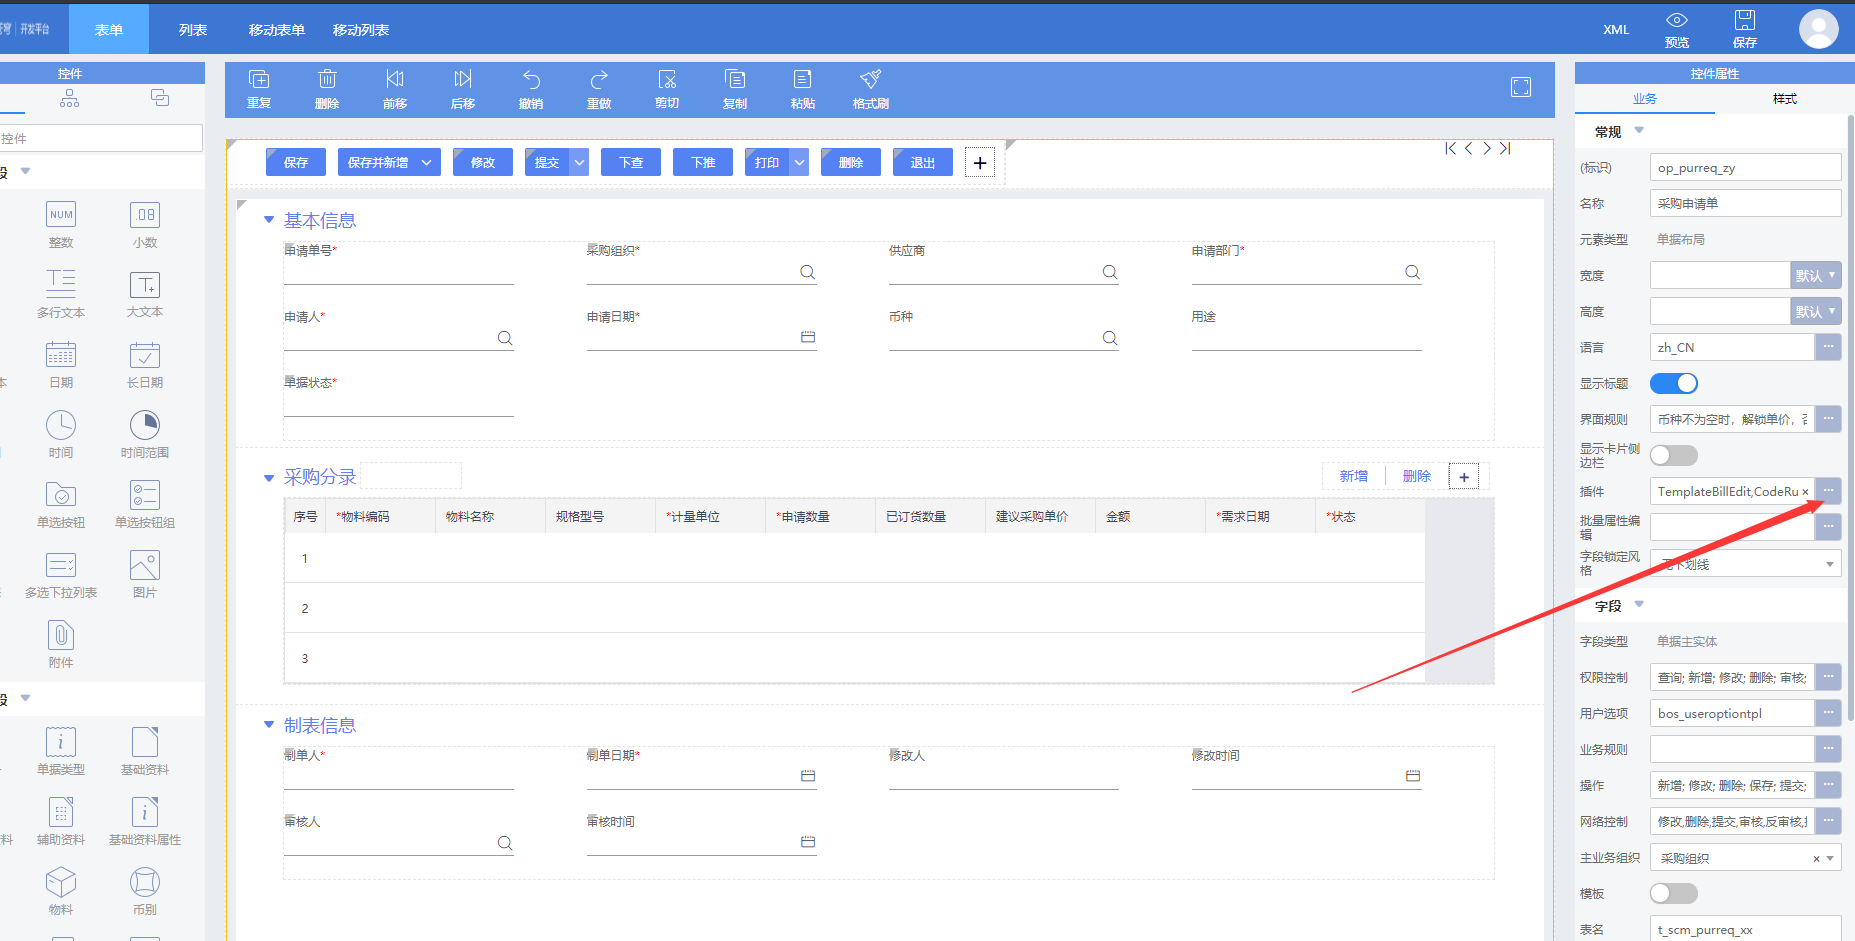 开发平台
表单
列表
移动表单
移动列表
XML
预览
保存
控件
控件
段
整数
小数
多行文本
大文本
日期
长日期
时间
时间范围
单选按钮
单选按钮组
多选下拉列表
图片
附件
段
单据类型
基础资料
辅助资料
基础资料属性
物料
币别
重复
删除
前移
后移
撤销
重做
剪切
复制
粘贴
格式刷
保存
保存并新增
修改
提交
下查
下推
打印
删除
退出
+
基本信息
申请单号*
采购组织*
供应商
申请部门*
申请人*
申请日期*
币种
用途
单据状态*
采购分录
新增
删除
+
序号
*物料编码
物料名称
规格型号
*计量单位
*申请数量
已订货数量
建议采购单价
金额
*需求日期
*状态
1
2
3
制表信息
制单人*
制单日期*
修改人
修改时间
审核人
审核时间
控件属性
业务
样式
常规
(标识)
op_purreq_zy
名称
采购申请单
元素类型
单据布局
宽度
默认
高度
默认
语言
zh_CN
显示标题
界面规则
币种不为空时，解锁单价，否
显示卡片侧
边栏
插件
TemplateBillEdit,CodeRu ×
批量属性编
辑
字段锁定风
格
下划线
字段
字段类型
单据主实体
权限控制
查询; 新增; 修改; 删除; 审核;
用户选项
bos_useroptiontpl
业务规则
操作
新增; 修改; 删除; 保存; 提交;
网络控制
修改,删除,提交,审核,反审核,
主业务组织
采购组织
×
模板
表名
t_scm_purreq_xx